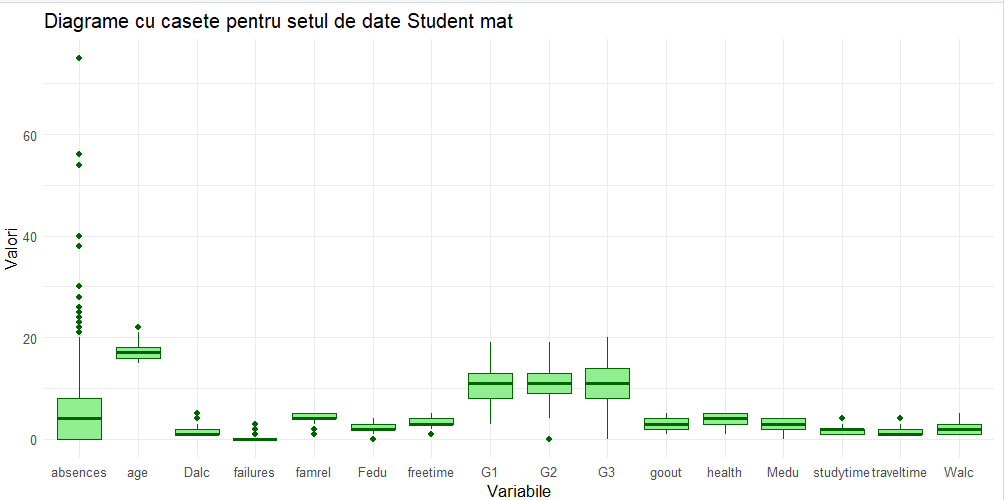 Diagrame cu casete pentru setul de date Student mat
Valori
60
40
20
0
absences age Dalc failures famrel Fedu freetime G1 G2 G3 goout health Medu studytime traveltime Walc
Variabile